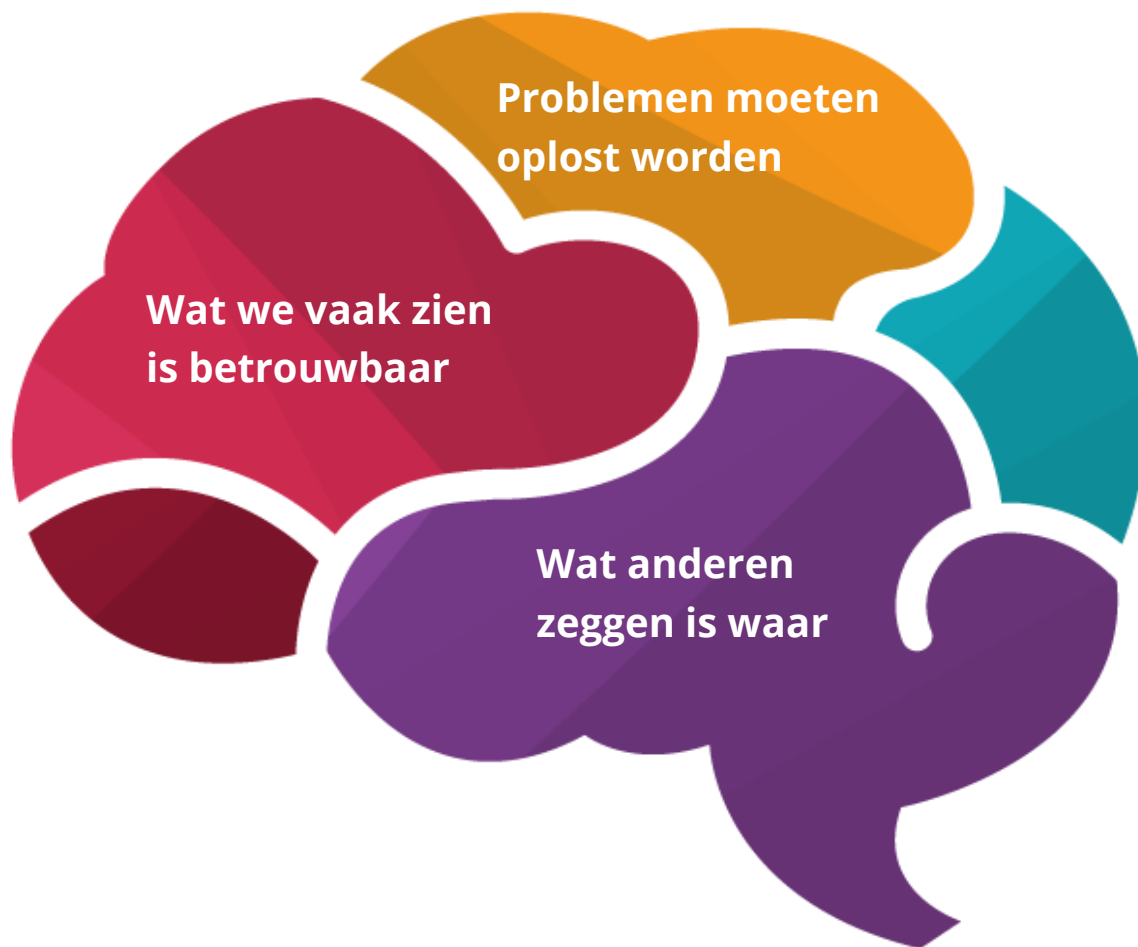 Problemen moeten
oplost worden
Wat we vaak zien
is betrouwbaar
Wat anderen
zeggen is waar